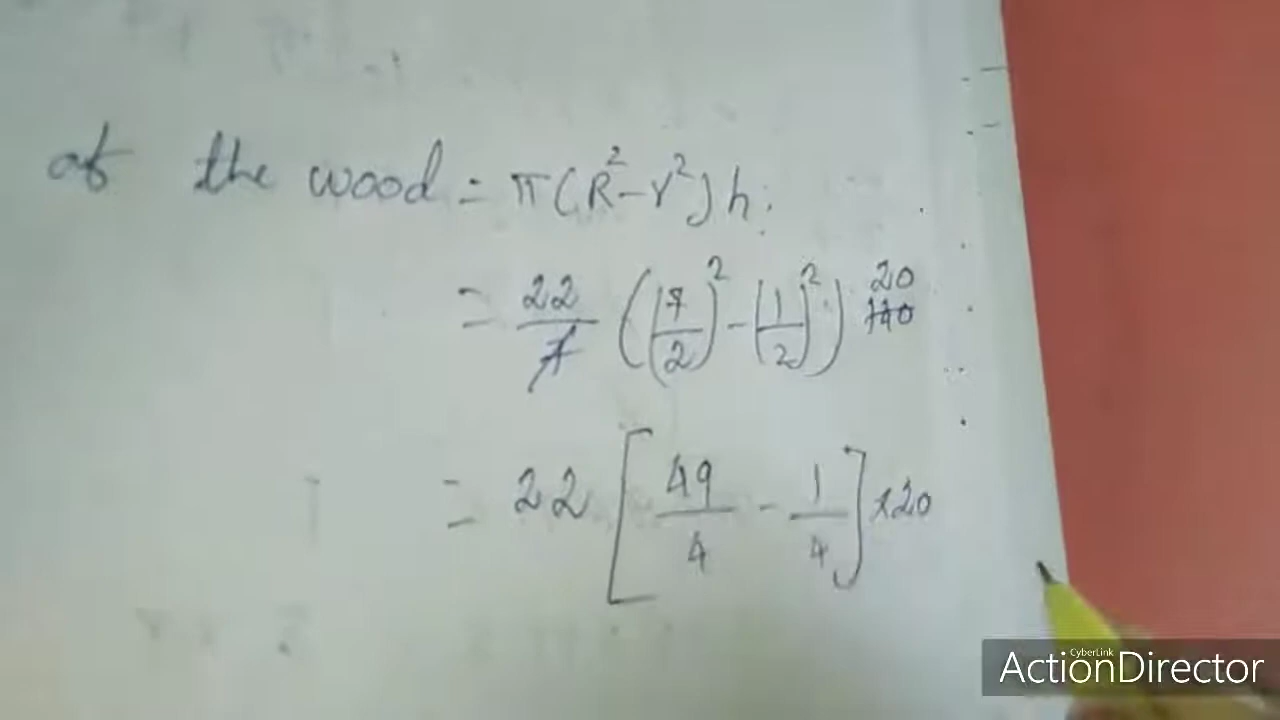 of the wood = π(R²-r²)h.
= 22/7 ((7/2)² - (1/2)²) 20 140
= 22 [49/4 - 1/4] x20
CyberLink
ActionDirector